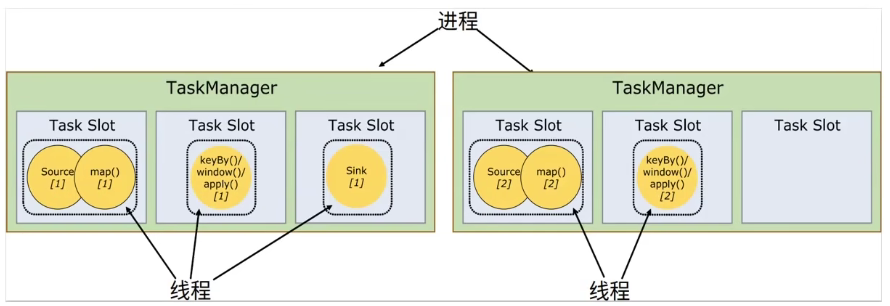 进程
TaskManager
TaskManager
Task Slot
Task Slot
Task Slot
Task Slot
Task Slot
Task Slot
Source
[1]
map()
[1]
keyBy()/
window()/
apply()
[1]
Sink
[1]
Source
[2]
map()
[2]
keyBy()/
window()/
apply()
[2]
线程
线程